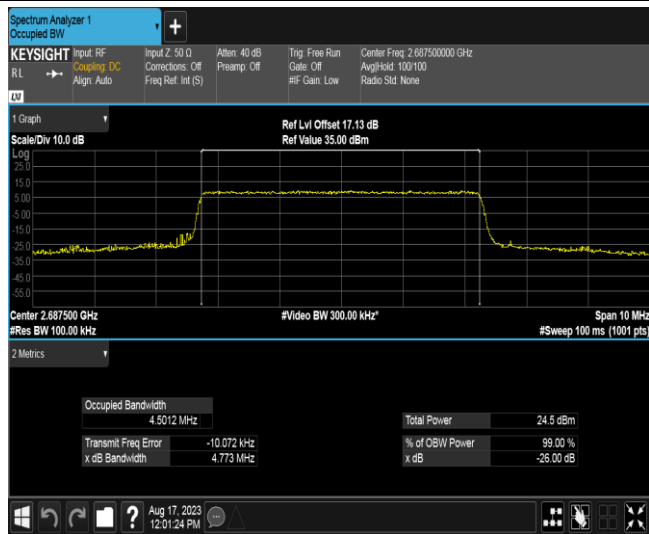 Spectrum Analyzer 1
Occupied BW
+
KEYSIGHT Input: RF Input Z: 50 Ω Atten: 40 dB Trig: Free Run Center Freq: 2.687500000 GHz
RL Coupling: DC Corrections: Off Preamp: Off Gate: Off Avg|Hold: 100/100
Align: Auto Freq Ref: Int (S) #IF Gain: Low Radio Std: None
1 Graph
Ref Lvl Offset 17.13 dB
Scale/Div 10.0 dB Ref Value 35.00 dBm
Log
25.0
15.0
5.00
-5.00
-15.0
-25.0
-35.0
-45.0
-55.0
Center 2.687500 GHz #Video BW 300.00 kHz* Span 10 MHz
#Res BW 100.00 kHz #Sweep 100 ms (1001 pts)
2 Metrics
Occupied Bandwidth
4.5012 MHz Total Power 24.5 dBm
Transmit Freq Error -10.072 kHz % of OBW Power 99.00 %
x dB Bandwidth 4.773 MHz x dB -26.00 dB
? Aug 17, 2023
12:01:24 PM